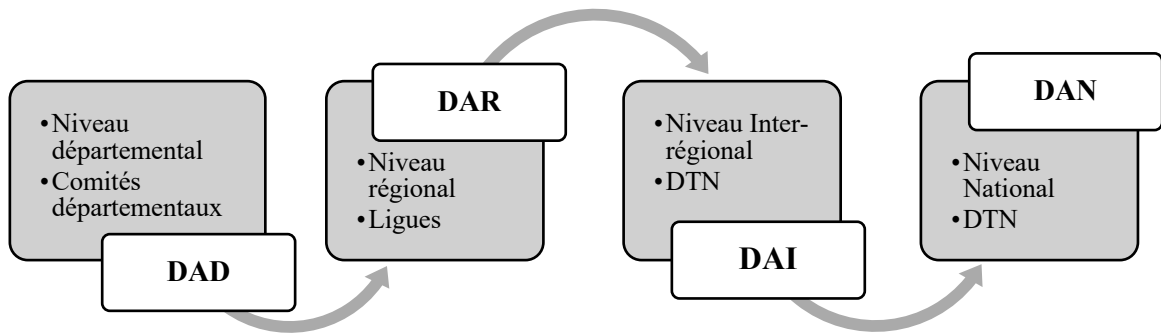 •Niveau
départemental
•Comités
départementaux
DAD
DAR
•Niveau
régional
•Ligues
•Niveau Inter-
régional
•DTN
DAI
DAN
•Niveau
National
•DTN